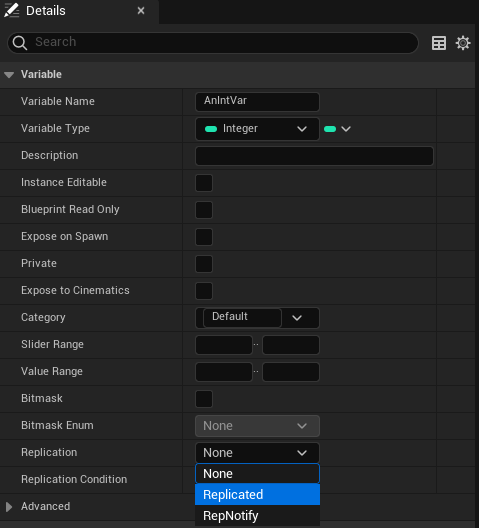 Details
Search
Variable
Variable Name AnIntVar
Variable Type Integer
Description
Instance Editable
Blueprint Read Only
Expose on Spawn
Private
Expose to Cinematics
Category Default
Slider Range ..
Value Range ..
Bitmask
Bitmask Enum None
Replication None
None
Replication Condition
Replicated
Advanced
RepNotify